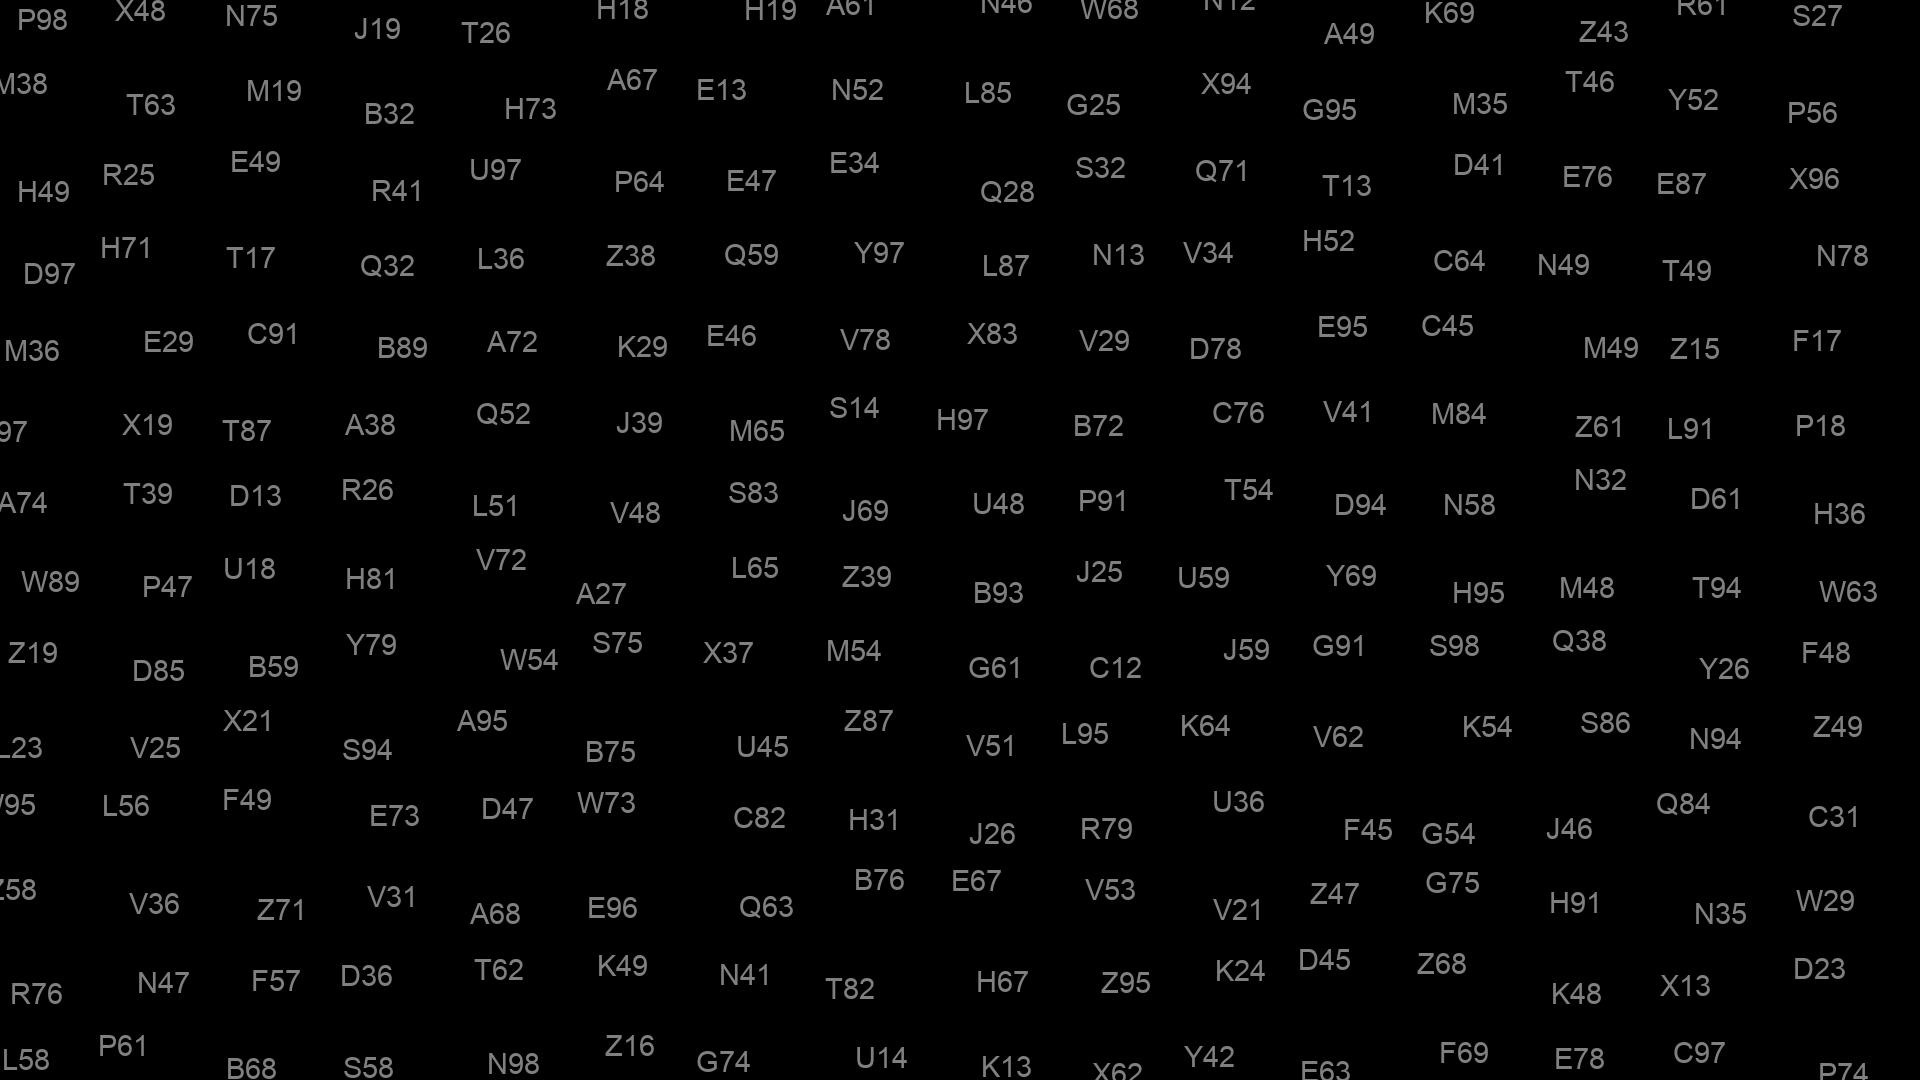 P98 X48 N75 J19 T26 H18 H19 A61 N46 W68 N12 A49 K69 Z43 R61 S27
M38 T63 M19 B32 H73 A67 E13 N52 L85 G25 X94 G95 M35 T46 Y52 P56
H49 R25 E49 R41 U97 P64 E47 E34 Q28 S32 Q71 T13 D41 E76 E87 X96
D97 H71 T17 Q32 L36 Z38 Q59 Y97 L87 N13 V34 H52 C64 N49 T49 N78
M36 E29 C91 B89 A72 K29 E46 V78 X83 V29 D78 E95 C45 M49 Z15 F17
97 X19 T87 A38 Q52 J39 M65 S14 H97 B72 C76 V41 M84 Z61 L91 P18
A74 T39 D13 R26 L51 V48 S83 J69 U48 P91 T54 D94 N58 N32 D61 H36
W89 P47 U18 H81 V72 A27 L65 Z39 B93 J25 U59 Y69 H95 M48 T94 W63
Z19 D85 B59 Y79 W54 S75 X37 M54 G61 C12 J59 G91 S98 Q38 Y26 F48
L23 V25 X21 S94 A95 B75 U45 Z87 V51 L95 K64 V62 K54 S86 N94 Z49
95 L56 F49 E73 D47 W73 C82 H31 J26 R79 U36 F45 G54 J46 Q84 C31
Z58 V36 Z71 V31 A68 E96 Q63 B76 E67 V53 V21 Z47 G75 H91 N35 W29
R76 N47 F57 D36 T62 K49 N41 T82 H67 Z95 K24 D45 Z68 K48 X13 D23
L58 P61 B68 S58 N98 Z16 G74 U14 K13 X62 Y42 E63 F69 E78 C97 P74